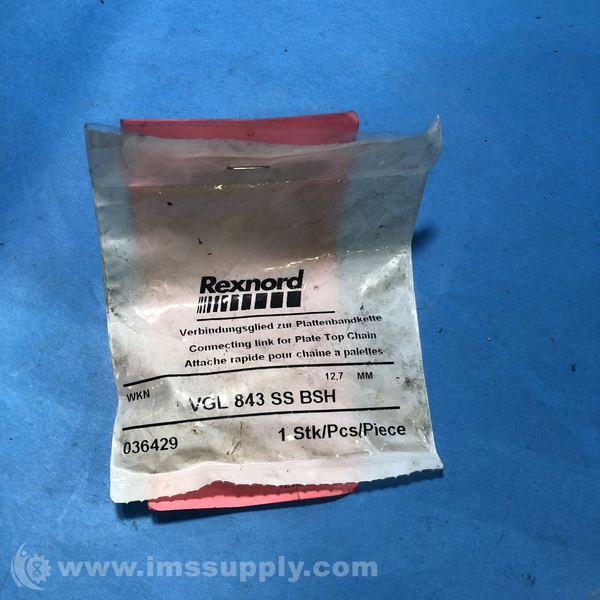 Rexnord
Verbindungsglied zur Plattenbandkette
Connecting link for Plate Top Chain
Attache rapide pour chaine a palettes
12,7 MM
WKN VGL 843 SS BSH
036429 1 Stk/Pcs/Piece
www.imssupply.com